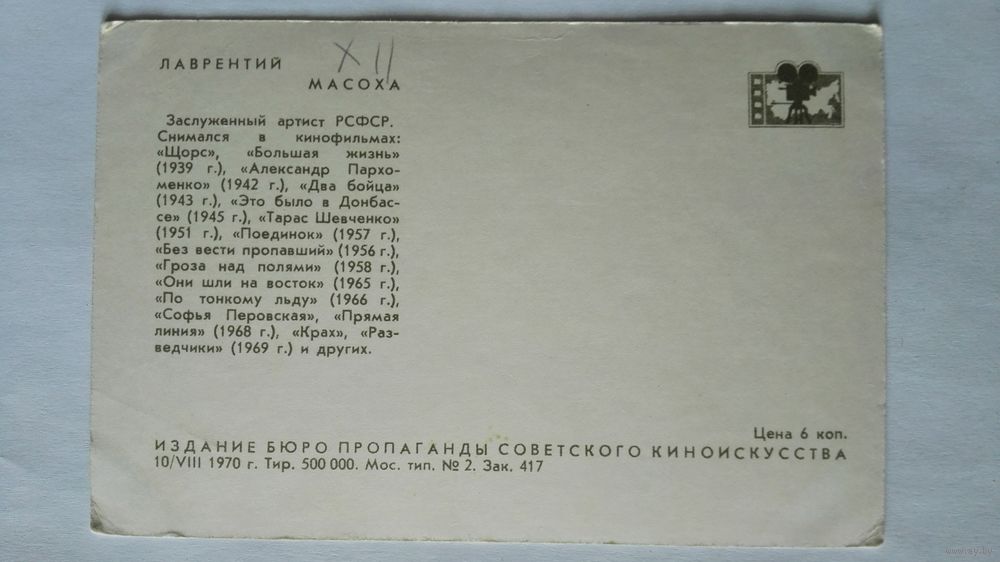 XII
ЛАВРЕНТИЙ
МАСОХА
Заслуженный артист РСФСР.
Снимался в кинофильмах:
«Щорс», «Большая жизнь»
(1939 г.), «Александр Пархо-
менко» (1942 г.), «Два бойца»
(1943 г.), «Это было в Донбас-
се» (1945 г.), «Тарас Шевченко»
(1951 г.), «Поединок» (1957 г.),
«Без вести пропавший» (1956 г.),
«Гроза над полями» (1958 г.),
«Они шли на восток» (1965 г.),
«По тонкому льду» (1966 г.),
«Софья Перовская», «Прямая
линия» (1968 г.), «Крах», «Раз-
ведчики» (1969 г.) и других.
Цена 6 коп.
ИЗДАНИЕ БЮРО ПРОПАГАНДЫ СОВЕТСКОГО КИНОИСКУССТВА
10/VIII 1970 г. Тир. 500 000. Мос. тип. № 2. Зак. 417
www.ay.by